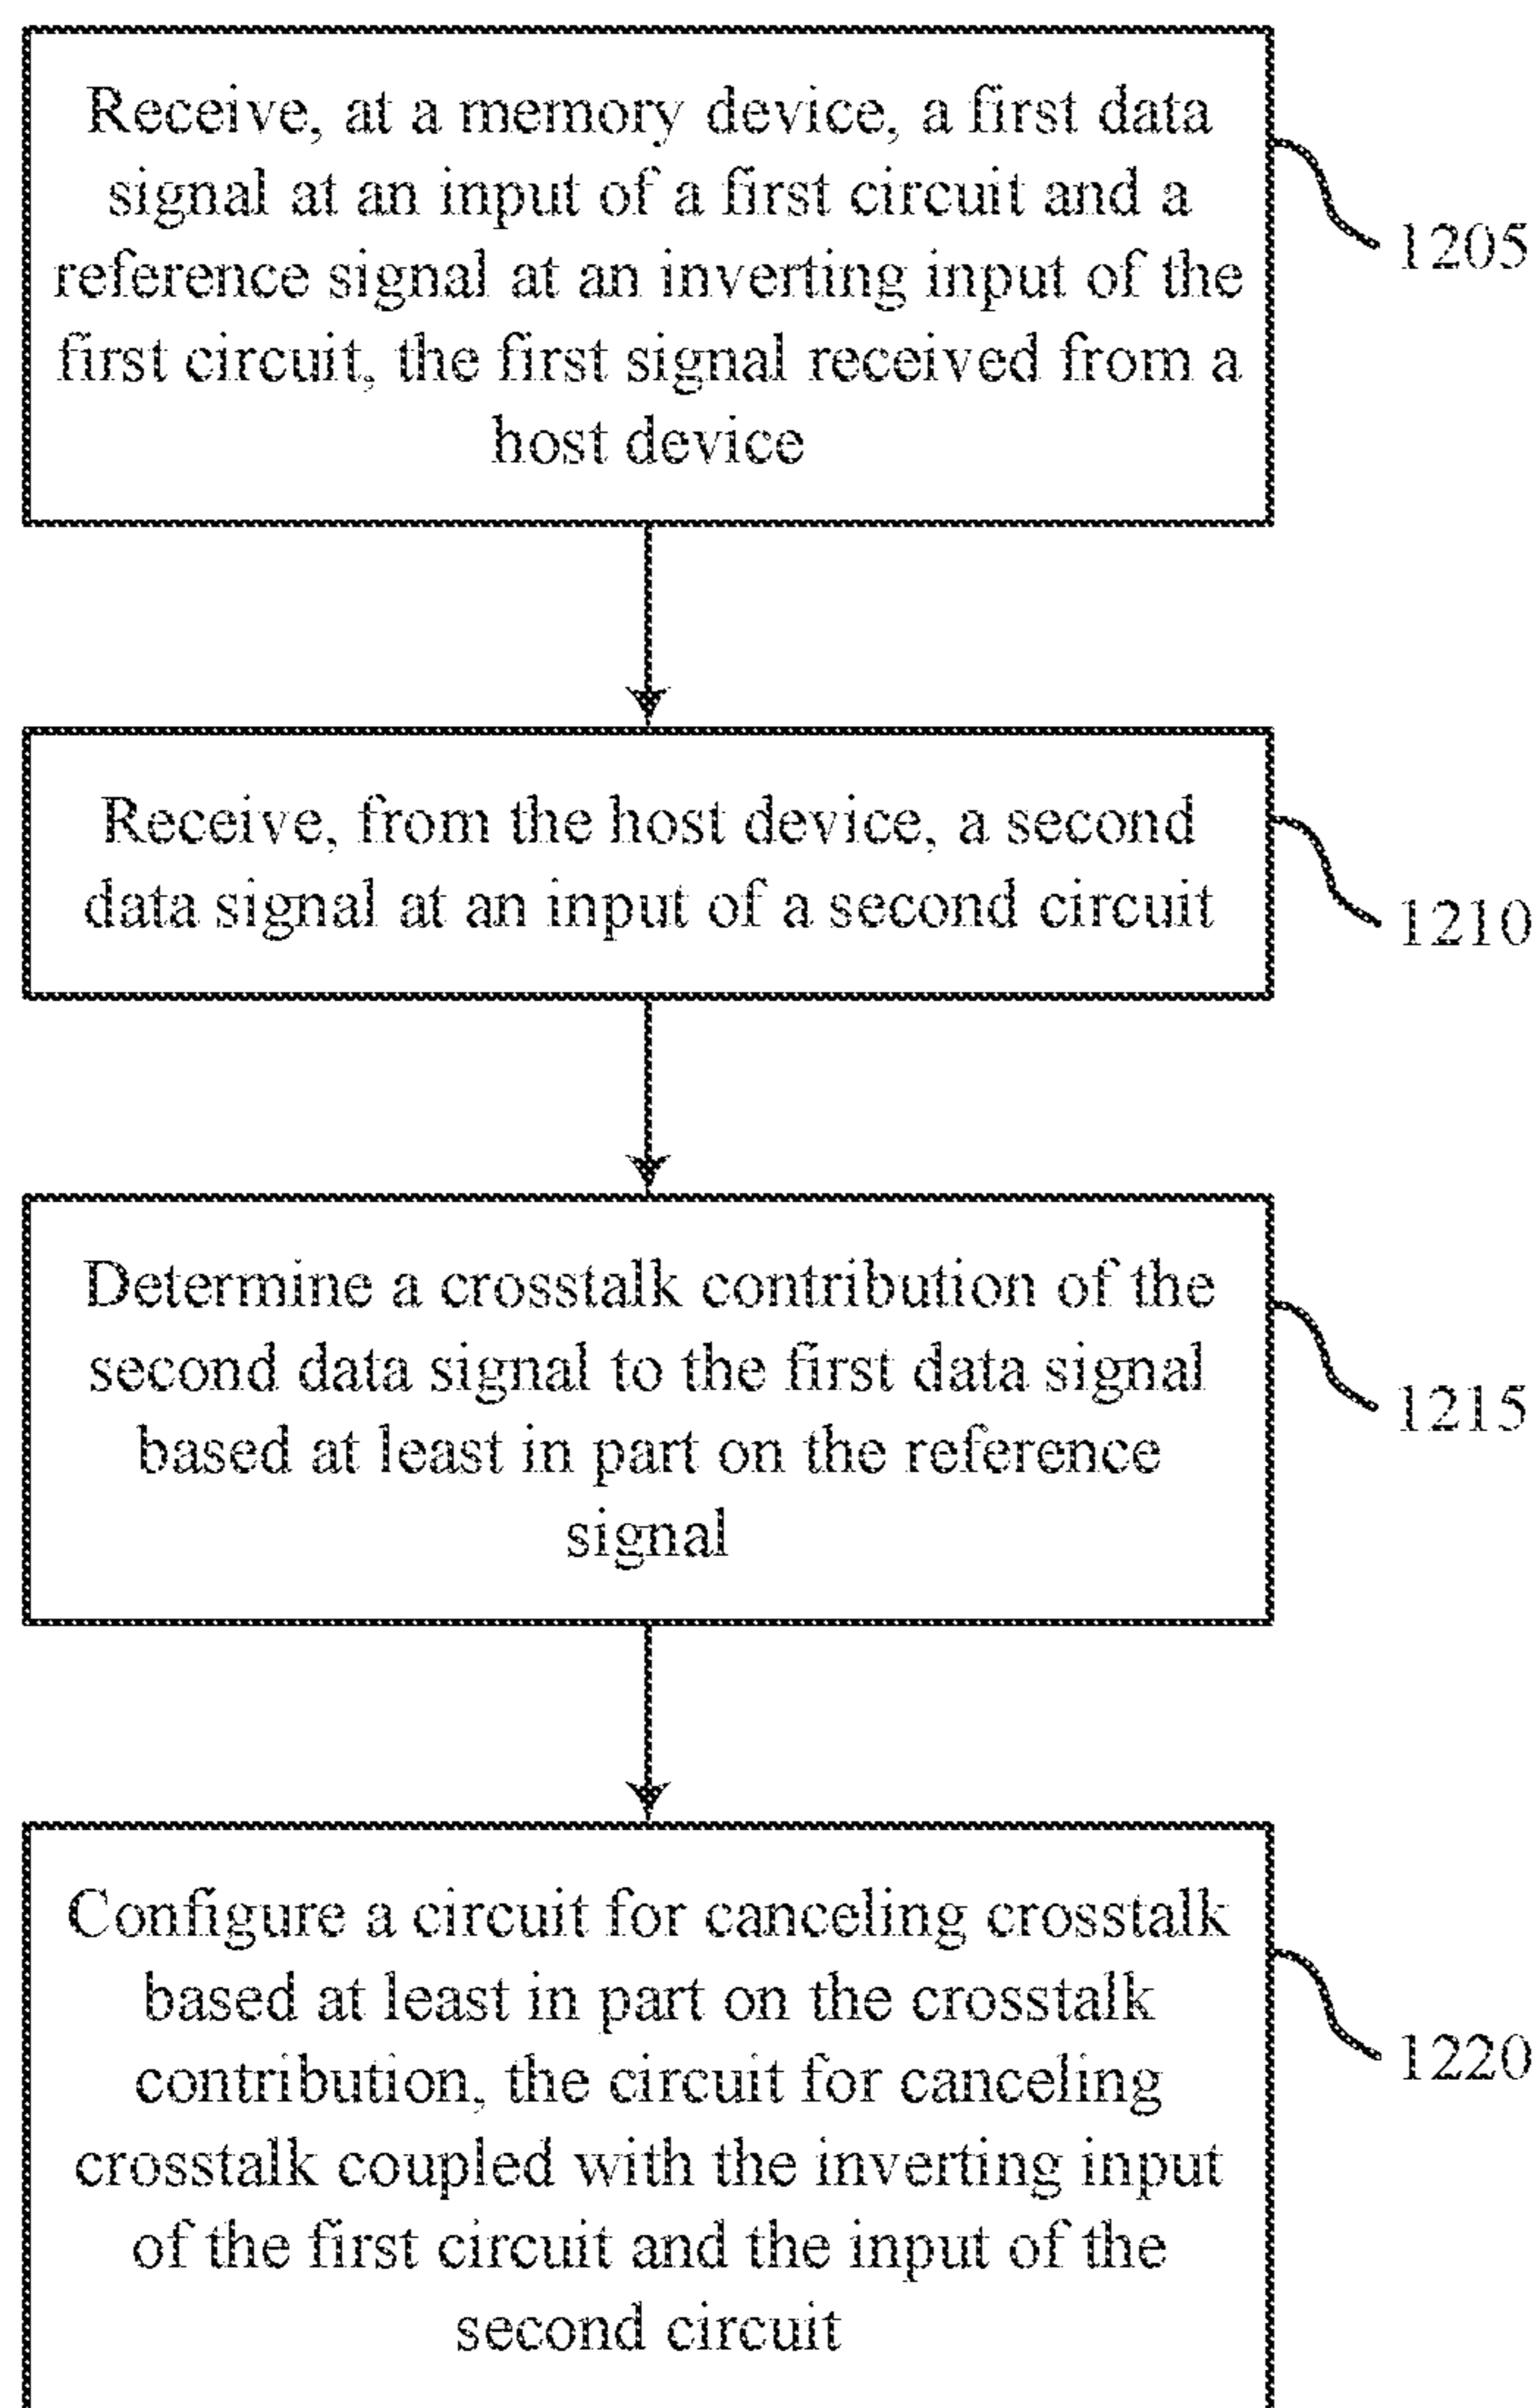 Receive, at a memory device, a first data
signal at an input of a first circuit and a
reference signal at an inverting input of the
first circuit, the first signal received from a
host device
1205
Receive, from the host device, a second
data signal at an input of a second circuit
1210
Determine a crosstalk contribution of the
second data signal to the first data signal
based at least in part on the reference
signal
1215
Configure a circuit for canceling crosstalk
based at least in part on the crosstalk
contribution, the circuit for canceling
crosstalk coupled with the inverting input
of the first circuit and the input of the
second circuit
1220